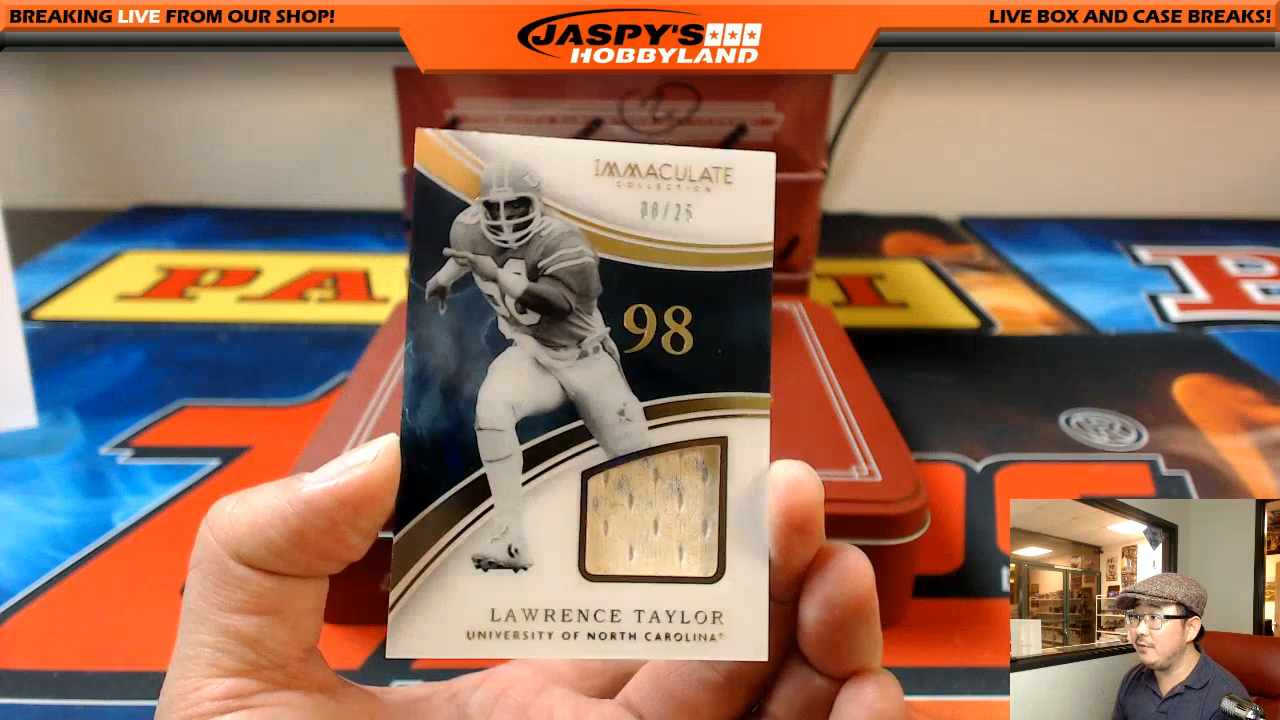 BREAKING LIVE FROM OUR SHOP!
JASPY'S
HOBBYLAND
LIVE BOX AND CASE BREAKS!
IMMACULATE
COLLECTION
08/25
98
LAWRENCE TAYLOR
UNIVERSITY OF NORTH CAROLINA